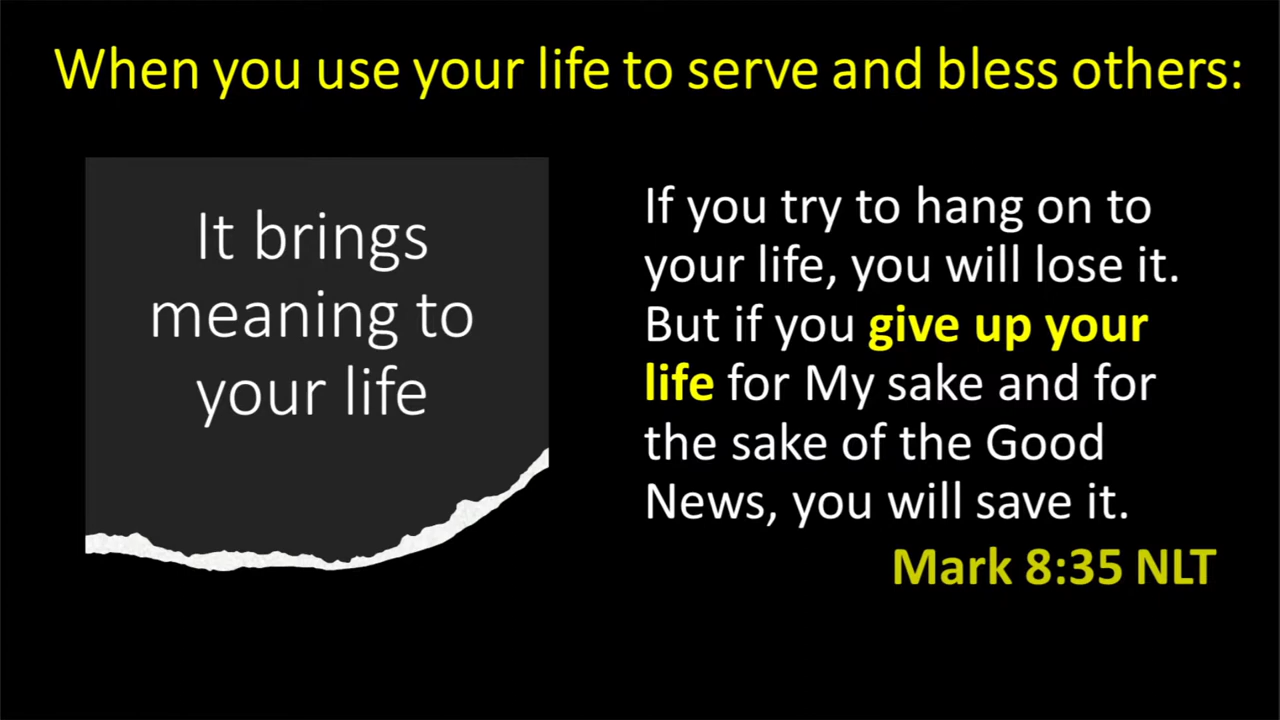 When you use your life to serve and bless others:
It brings
meaning to
your life
If you try to hang on to
your life, you will lose it.
But if you give up your
life for My sake and for
the sake of the Good
News, you will save it.
Mark 8:35 NLT